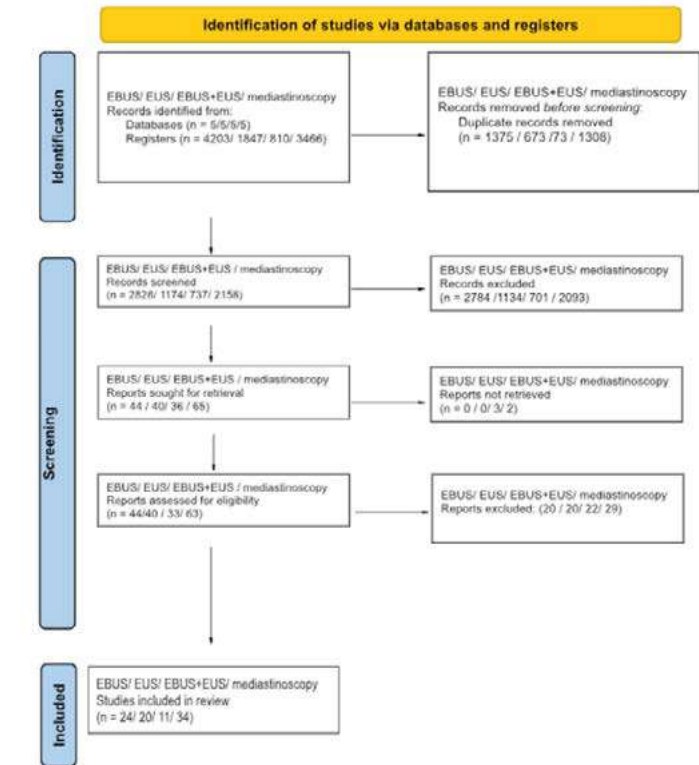 Identification of studies via databases and registers
Identification
EBUS/ EUS/ EBUS+EUS/ mediastinoscopy
Records identified from:
Databases (n = 5/5/5/5)
Registers (n = 4203/ 1847/ 810/ 3466)
EBUS/ EUS/ EBUS+EUS/ mediastinoscopy
Records removed before screening:
Duplicate records removed
(n = 1375 / 673 /73 / 1308)
Screening
EBUS/ EUS/ EBUS+EUS / mediastinoscopy
Records screened
(n = 2828/ 1174/ 737/ 2158)
EBUS/ EUS/ EBUS+EUS/ mediastinoscopy
Records excluded
(n = 2784 /1134/ 701 / 2093)
EBUS/ EUS/ EBUS+EUS / mediastinoscopy
Reports sought for retrieval
(n = 44 / 40/ 36 / 65)
EBUS/ EUS/ EBUS+EUS/ mediastinoscopy
Reports not retrieved
(n = 0 / 0/ 3/ 2)
EBUS/ EUS/ EBUS+EUS / mediastinoscopy
Reports assessed for eligibility
(n = 44/40 / 33/ 63)
EBUS/ EUS/ EBUS+EUS/ mediastinoscopy
Reports excluded: (20 / 20/ 22/ 29)
Included
EBUS/ EUS/ EBUS+EUS/ mediastinoscopy
Studies included in review
(n = 24/ 20/ 11/ 34)